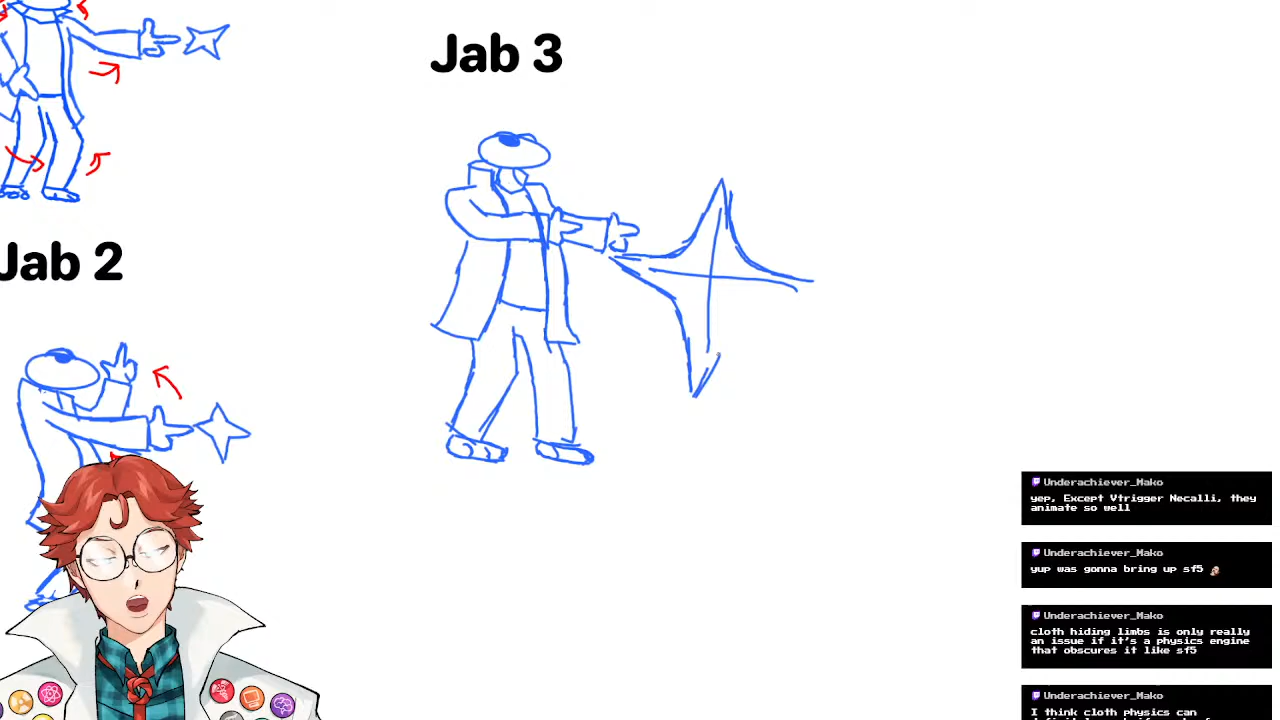 Jab 3
Jab 2
Underachiever_Mako
yep, Except Vtrigger Necalli, they
animate so well
Underachiever_Mako
yup was gonna bring up sf5
Underachiever_Mako
cloth hiding limbs is only really
an issue if it's a physics engine
that obscures it like sf5
Underachiever_Mako
I think cloth physics can